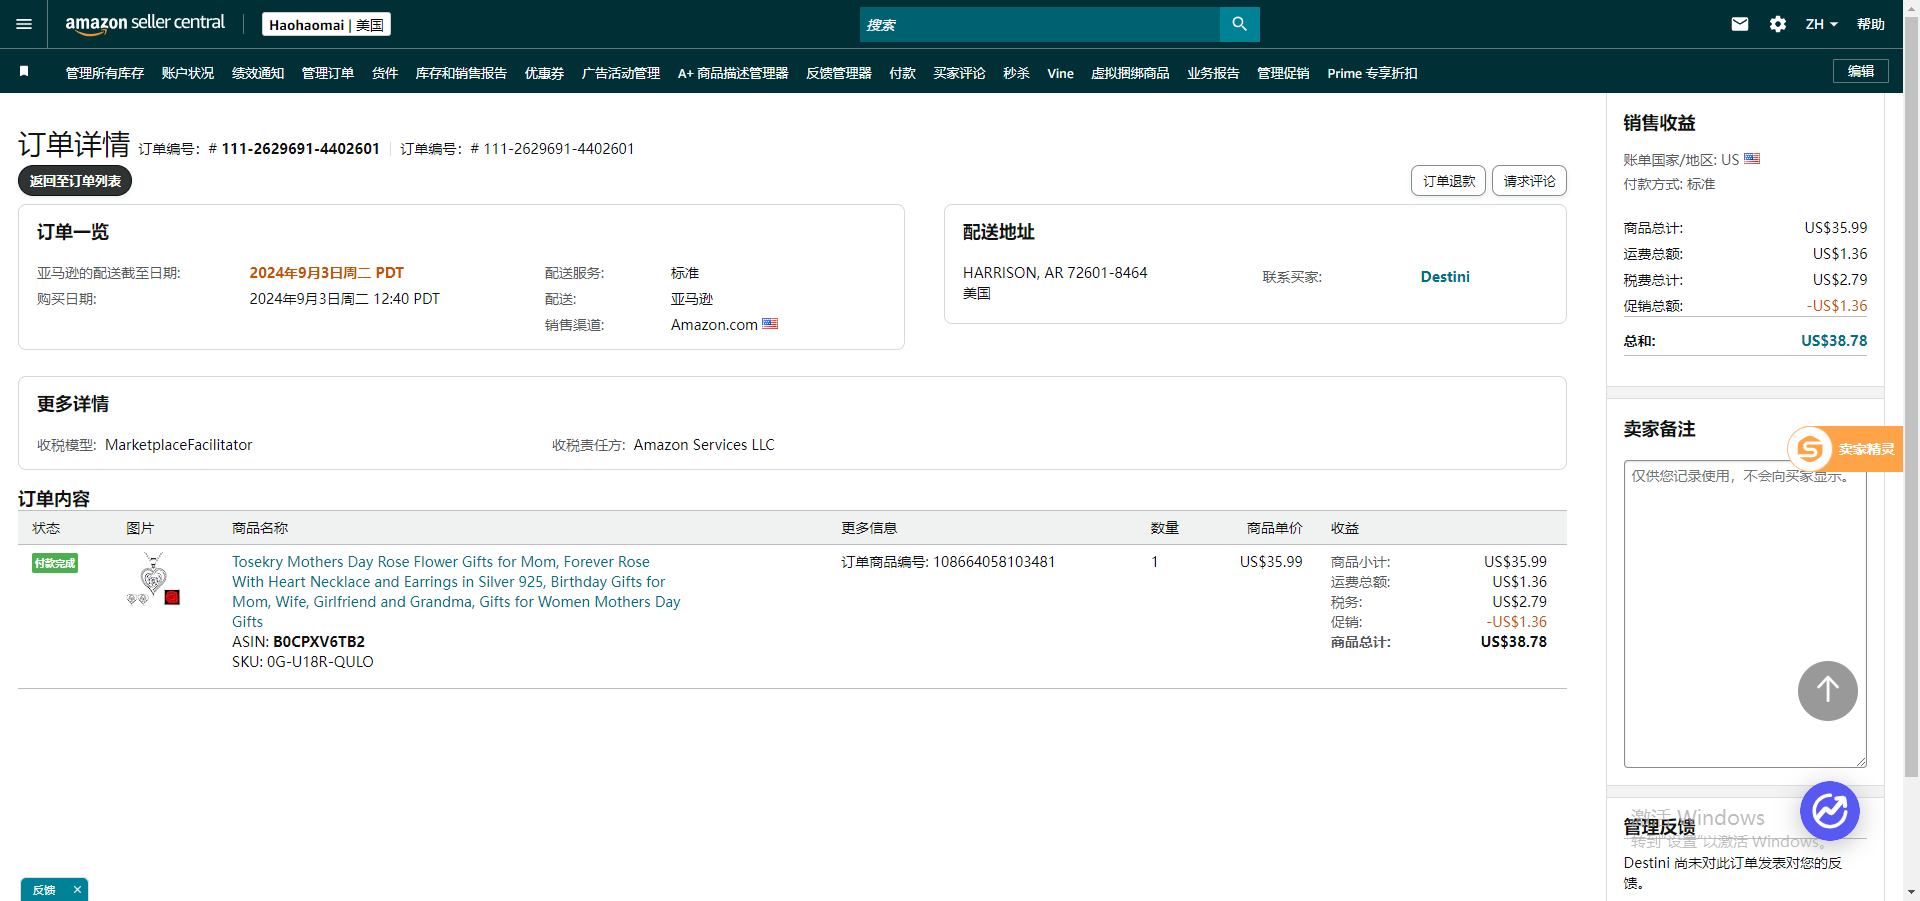 amazon seller central
Haohaomai | 美国
搜索
ZH
帮助
管理所有库存 账户状况 绩效通知 管理订单 货件 库存和销售报告 优惠券 广告活动管理 A+ 商品描述管理器 反馈管理器 付款 买家评论 秒杀 Vine 虚拟捆绑商品 业务报告 管理促销 Prime 专享折扣
编辑
订单详情 订单编号：# 111-2629691-4402601 订单编号：# 111-2629691-4402601
返回至订单列表
订单退款
请求评论
订单一览
亚马逊的配送截至日期: 2024年9月3日周二 PDT
购买日期: 2024年9月3日周二 12:40 PDT
配送服务: 标准
配送: 亚马逊
销售渠道: Amazon.com
配送地址
HARRISON, AR 72601-8464
美国
联系买家: Destini
更多详情
收税模型: MarketplaceFacilitator
收税责任方: Amazon Services LLC
订单内容
状态 图片 商品名称 更多信息 数量 商品单价 收益
付款完成
Tosekry Mothers Day Rose Flower Gifts for Mom, Forever Rose
With Heart Necklace and Earrings in Silver 925, Birthday Gifts for
Mom, Wife, Girlfriend and Grandma, Gifts for Women Mothers Day
Gifts
ASIN: B0CPXV6TB2
SKU: 0G-U18R-QULO
订单商品编号: 108664058103481
1
US$35.99
商品小计: US$35.99
运费总额: US$1.36
税务: US$2.79
促销: -US$1.36
商品总计: US$38.78
销售收益
账单国家/地区: US
付款方式: 标准
商品总计: US$35.99
运费总额: US$1.36
税费总计: US$2.79
促销总额: -US$1.36
总和: US$38.78
卖家备注
卖家精灵
仅供您记录使用，不会向买家显示。
管理反馈
激活 Windows
转到"设置"以激活 Windows。
Destini 尚未对此订单发表对您的反
馈。
反馈 ×